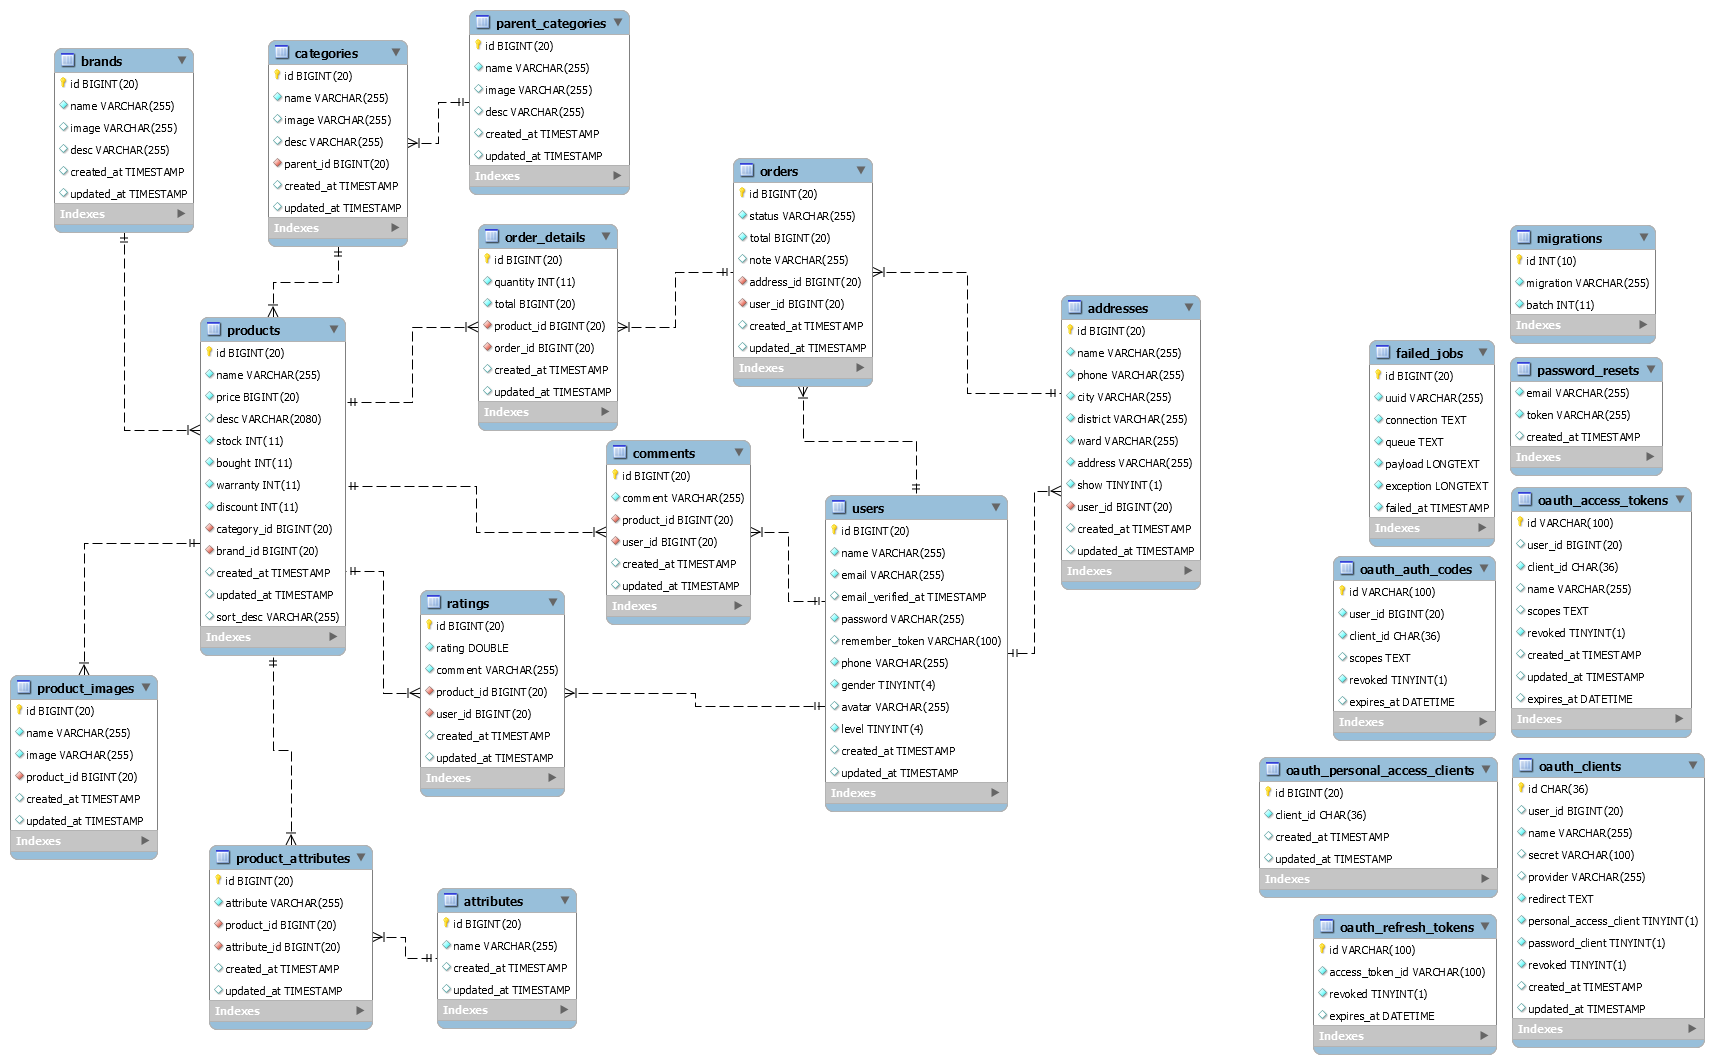 parent_categories
id BIGINT(20)
name VARCHAR(255)
image VARCHAR(255)
desc VARCHAR(255)
created_at TIMESTAMP
updated_at TIMESTAMP
Indexes
brands
id BIGINT(20)
name VARCHAR(255)
image VARCHAR(255)
desc VARCHAR(255)
created_at TIMESTAMP
updated_at TIMESTAMP
Indexes
categories
id BIGINT(20)
name VARCHAR(255)
image VARCHAR(255)
desc VARCHAR(255)
parent_id BIGINT(20)
created_at TIMESTAMP
updated_at TIMESTAMP
Indexes
order_details
id BIGINT(20)
quantity INT(11)
total BIGINT(20)
product_id BIGINT(20)
order_id BIGINT(20)
created_at TIMESTAMP
updated_at TIMESTAMP
Indexes
orders
id BIGINT(20)
status VARCHAR(255)
total BIGINT(20)
note VARCHAR(255)
address_id BIGINT(20)
user_id BIGINT(20)
created_at TIMESTAMP
updated_at TIMESTAMP
Indexes
products
id BIGINT(20)
name VARCHAR(255)
price BIGINT(20)
desc VARCHAR(2080)
stock INT(11)
bought INT(11)
warranty INT(11)
discount INT(11)
category_id BIGINT(20)
brand_id BIGINT(20)
created_at TIMESTAMP
updated_at TIMESTAMP
sort_desc VARCHAR(255)
Indexes
comments
id BIGINT(20)
comment VARCHAR(255)
product_id BIGINT(20)
user_id BIGINT(20)
created_at TIMESTAMP
updated_at TIMESTAMP
Indexes
addresses
id BIGINT(20)
name VARCHAR(255)
phone VARCHAR(255)
city VARCHAR(255)
district VARCHAR(255)
ward VARCHAR(255)
address VARCHAR(255)
show TINYINT(1)
user_id BIGINT(20)
created_at TIMESTAMP
updated_at TIMESTAMP
Indexes
users
id BIGINT(20)
name VARCHAR(255)
email VARCHAR(255)
email_verified_at TIMESTAMP
password VARCHAR(255)
remember_token VARCHAR(100)
phone VARCHAR(255)
gender TINYINT(4)
avatar VARCHAR(255)
level TINYINT(4)
created_at TIMESTAMP
updated_at TIMESTAMP
Indexes
ratings
id BIGINT(20)
rating DOUBLE
comment VARCHAR(255)
product_id BIGINT(20)
user_id BIGINT(20)
created_at TIMESTAMP
updated_at TIMESTAMP
Indexes
product_images
id BIGINT(20)
name VARCHAR(255)
image VARCHAR(255)
product_id BIGINT(20)
created_at TIMESTAMP
updated_at TIMESTAMP
Indexes
product_attributes
id BIGINT(20)
attribute VARCHAR(255)
product_id BIGINT(20)
attribute_id BIGINT(20)
created_at TIMESTAMP
updated_at TIMESTAMP
Indexes
attributes
id BIGINT(20)
name VARCHAR(255)
created_at TIMESTAMP
updated_at TIMESTAMP
Indexes
migrations
id INT(10)
migration VARCHAR(255)
batch INT(11)
Indexes
failed_jobs
id BIGINT(20)
uuid VARCHAR(255)
connection TEXT
queue TEXT
payload LONGTEXT
exception LONGTEXT
failed_at TIMESTAMP
Indexes
password_resets
email VARCHAR(255)
token VARCHAR(255)
created_at TIMESTAMP
Indexes
oauth_access_tokens
id VARCHAR(100)
user_id BIGINT(20)
client_id CHAR(36)
name VARCHAR(255)
scopes TEXT
revoked TINYINT(1)
created_at TIMESTAMP
updated_at TIMESTAMP
expires_at DATETIME
Indexes
oauth_auth_codes
id VARCHAR(100)
user_id BIGINT(20)
client_id CHAR(36)
scopes TEXT
revoked TINYINT(1)
expires_at DATETIME
Indexes
oauth_personal_access_clients
id BIGINT(20)
client_id CHAR(36)
created_at TIMESTAMP
updated_at TIMESTAMP
Indexes
oauth_clients
id CHAR(36)
user_id BIGINT(20)
name VARCHAR(255)
secret VARCHAR(100)
provider VARCHAR(255)
redirect TEXT
personal_access_client TINYINT(1)
password_client TINYINT(1)
revoked TINYINT(1)
created_at TIMESTAMP
updated_at TIMESTAMP
Indexes
oauth_refresh_tokens
id VARCHAR(100)
access_token_id VARCHAR(100)
revoked TINYINT(1)
expires_at DATETIME
Indexes